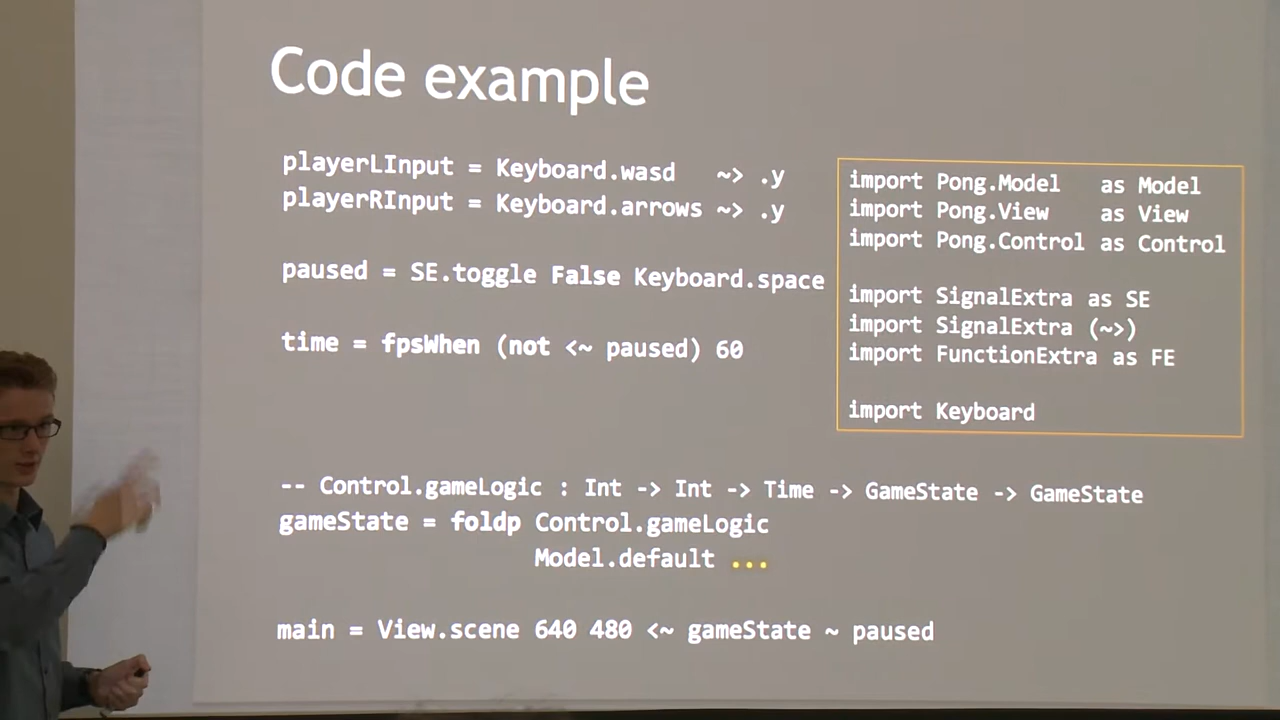 Code example
playerLInput = Keyboard.wasd ~> .y
playerRInput = Keyboard.arrows ~> .y
paused = SE.toggle False Keyboard.space
time = fpsWhen (not <~ paused) 60
import Pong.Model as Model
import Pong.View as View
import Pong.Control as Control
import SignalExtra as SE
import SignalExtra (~>)
import FunctionExtra as FE
import Keyboard
-- Control.gameLogic : Int -> Int -> Time -> GameState -> GameState
gameState = foldp Control.gameLogic
Model.default ...
main = View.scene 640 480 <~ gameState ~ paused